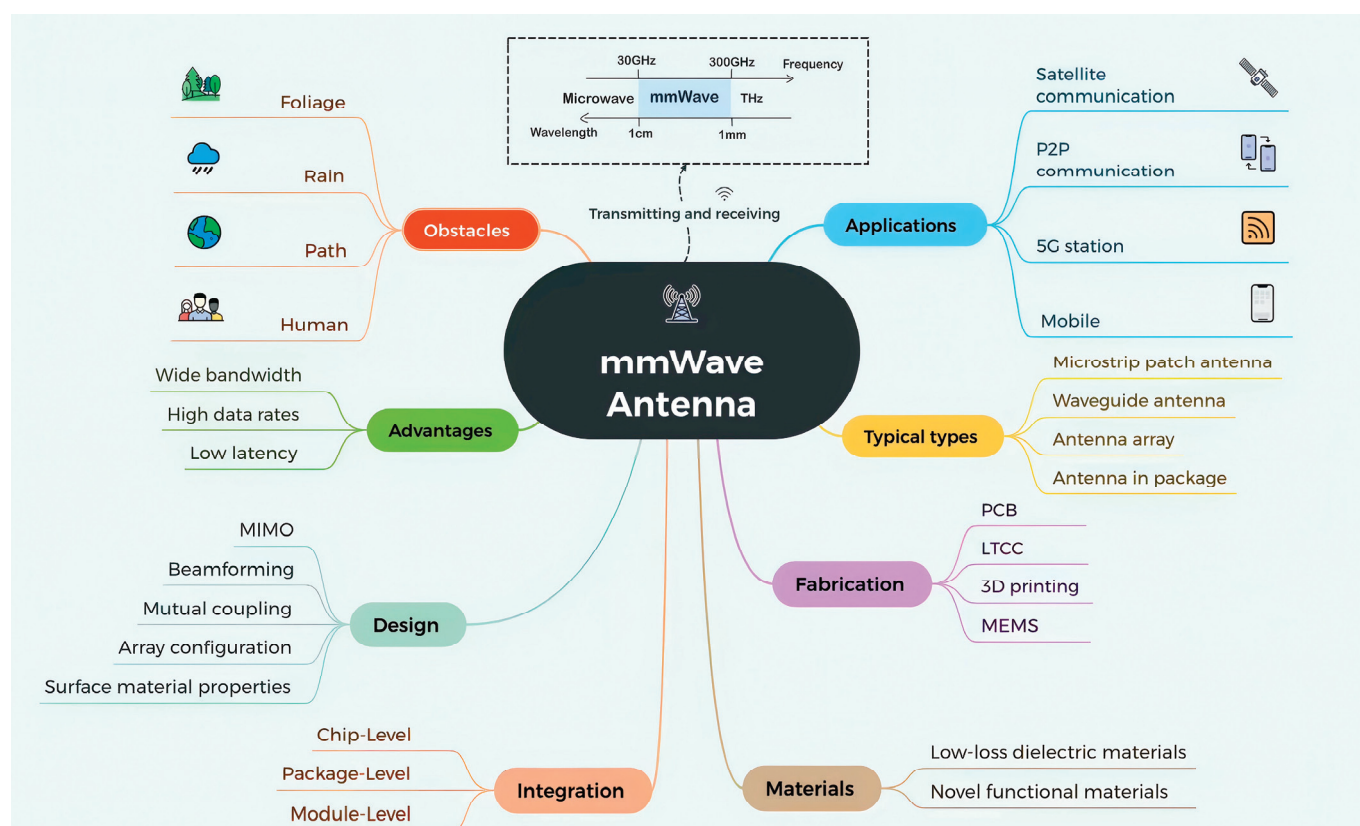 30GHz 300GHz Frequency
Microwave mmWave THz
Wavelength 1cm 1mm
Transmitting and receiving
mmWave
Antenna
Obstacles
Foliage
Rain
Path
Human
Advantages
Wide bandwidth
High data rates
Low latency
Design
MIMO
Beamforming
Mutual coupling
Array configuration
Surface material properties
Integration
Chip-Level
Package-Level
Module-Level
Applications
Satellite
communication
P2P
communication
5G station
Mobile
Typical types
Microstrip patch antenna
Waveguide antenna
Antenna array
Antenna in package
Fabrication
PCB
LTCC
3D printing
MEMS
Materials
Low-loss dielectric materials
Novel functional materials